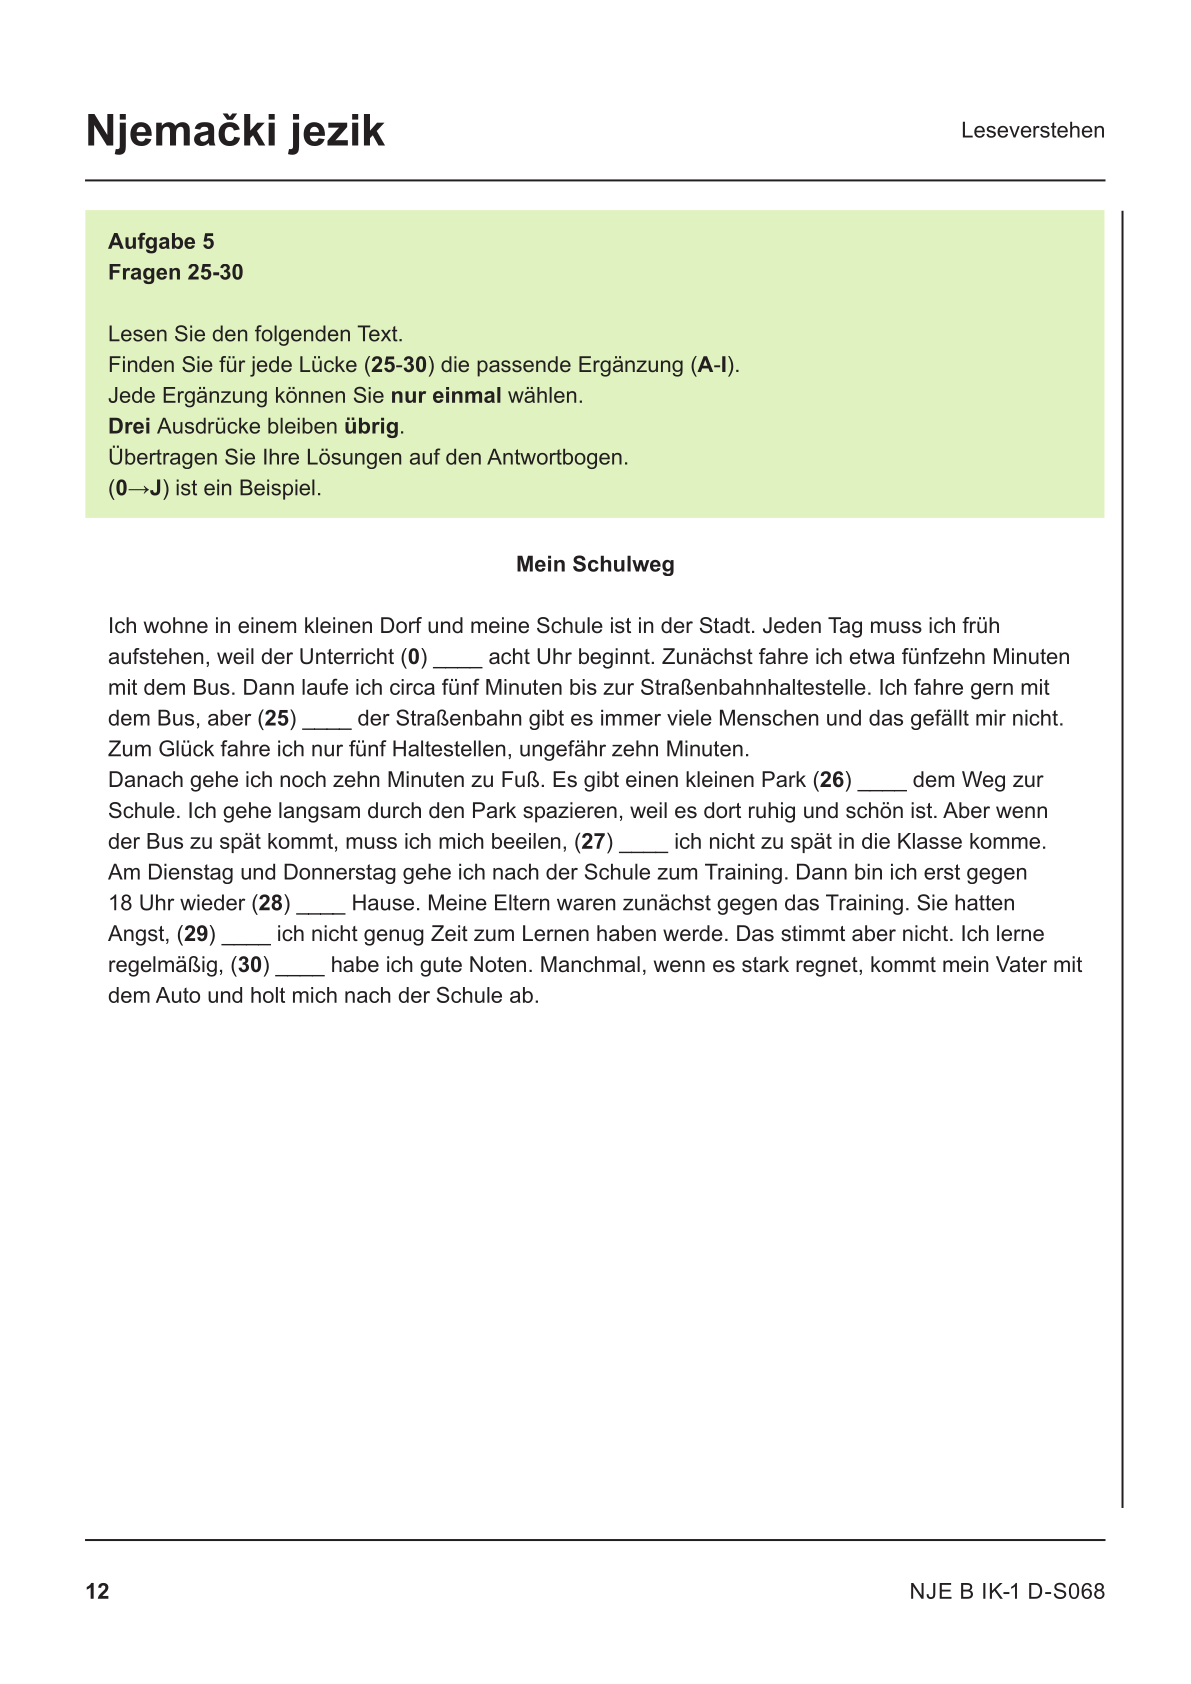 Njemački jezik
Leseverstehen
Aufgabe 5
Fragen 25-30
Lesen Sie den folgenden Text.
Finden Sie für jede Lücke (25-30) die passende Ergänzung (A-I).
Jede Ergänzung können Sie nur einmal wählen.
Drei Ausdrücke bleiben übrig.
Übertragen Sie Ihre Lösungen auf den Antwortbogen.
(0→J) ist ein Beispiel.
Mein Schulweg
Ich wohne in einem kleinen Dorf und meine Schule ist in der Stadt. Jeden Tag muss ich früh
aufstehen, weil der Unterricht (0) ____ acht Uhr beginnt. Zunächst fahre ich etwa fünfzehn Minuten
mit dem Bus. Dann laufe ich circa fünf Minuten bis zur Straßenbahnhaltestelle. Ich fahre gern mit
dem Bus, aber (25) ____ der Straßenbahn gibt es immer viele Menschen und das gefällt mir nicht.
Zum Glück fahre ich nur fünf Haltestellen, ungefähr zehn Minuten.
Danach gehe ich noch zehn Minuten zu Fuß. Es gibt einen kleinen Park (26) ____ dem Weg zur
Schule. Ich gehe langsam durch den Park spazieren, weil es dort ruhig und schön ist. Aber wenn
der Bus zu spät kommt, muss ich mich beeilen, (27) ____ ich nicht zu spät in die Klasse komme.
Am Dienstag und Donnerstag gehe ich nach der Schule zum Training. Dann bin ich erst gegen
18 Uhr wieder (28) ____ Hause. Meine Eltern waren zunächst gegen das Training. Sie hatten
Angst, (29) ____ ich nicht genug Zeit zum Lernen haben werde. Das stimmt aber nicht. Ich lerne
regelmäßig, (30) ____ habe ich gute Noten. Manchmal, wenn es stark regnet, kommt mein Vater mit
dem Auto und holt mich nach der Schule ab.
12
NJE B IK-1 D-S068